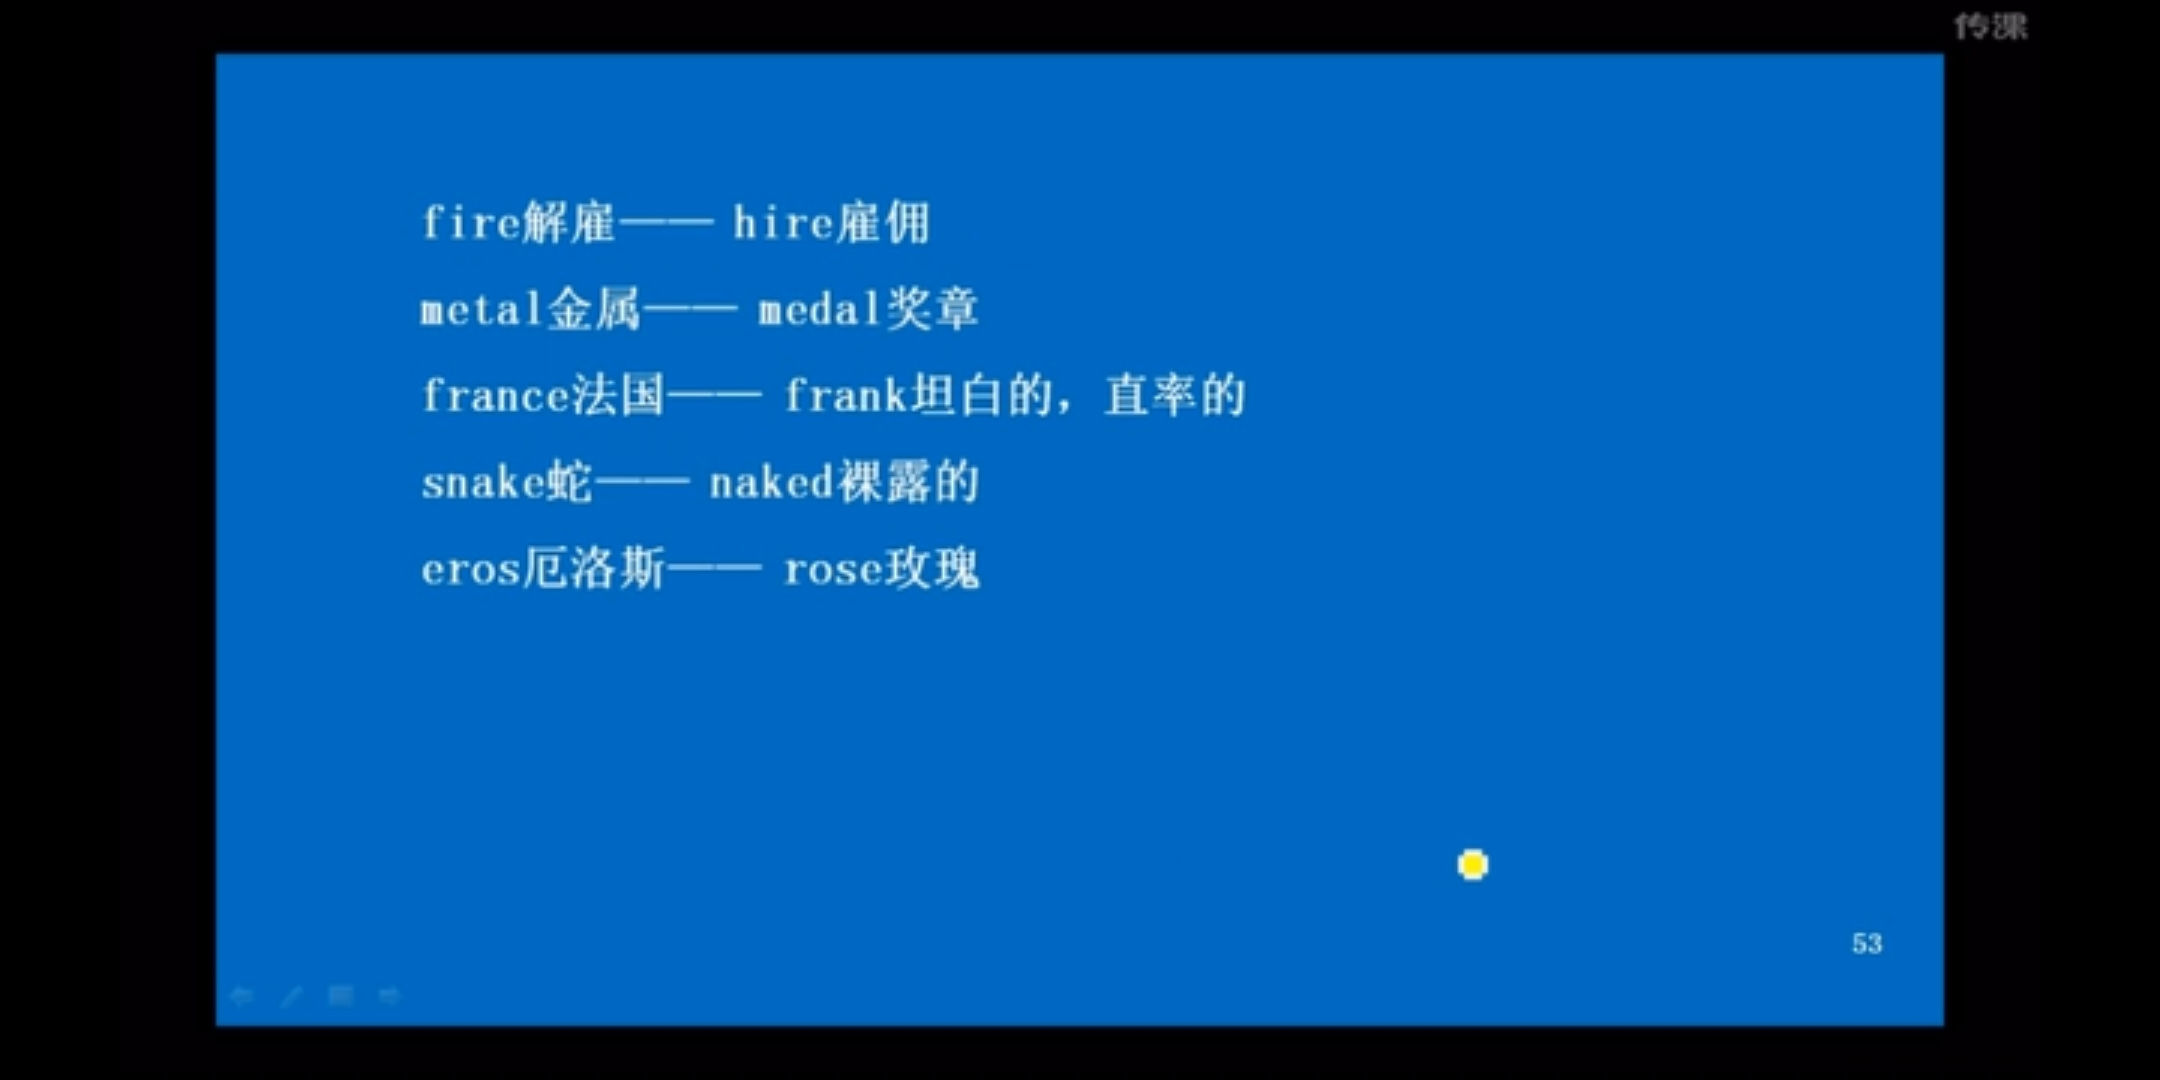 传课
fire解雇—— hire雇佣
metal金属—— medal奖章
france法国—— frank坦白的，直率的
snake蛇—— naked裸露的
eros厄洛斯—— rose玫瑰
53